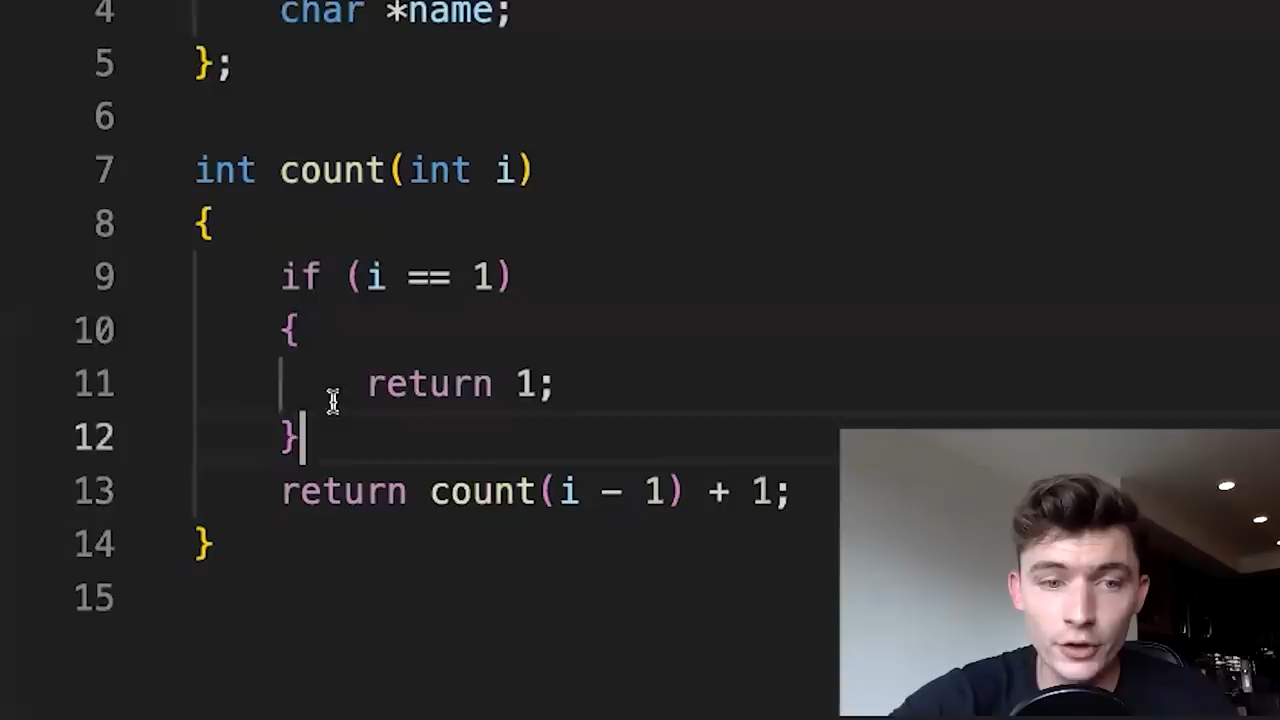 4 char *name;
5 };
6
7 int count(int i)
8 {
9 if (i == 1)
10 {
11 return 1;
12 }
13 return count(i - 1) + 1;
14 }
15